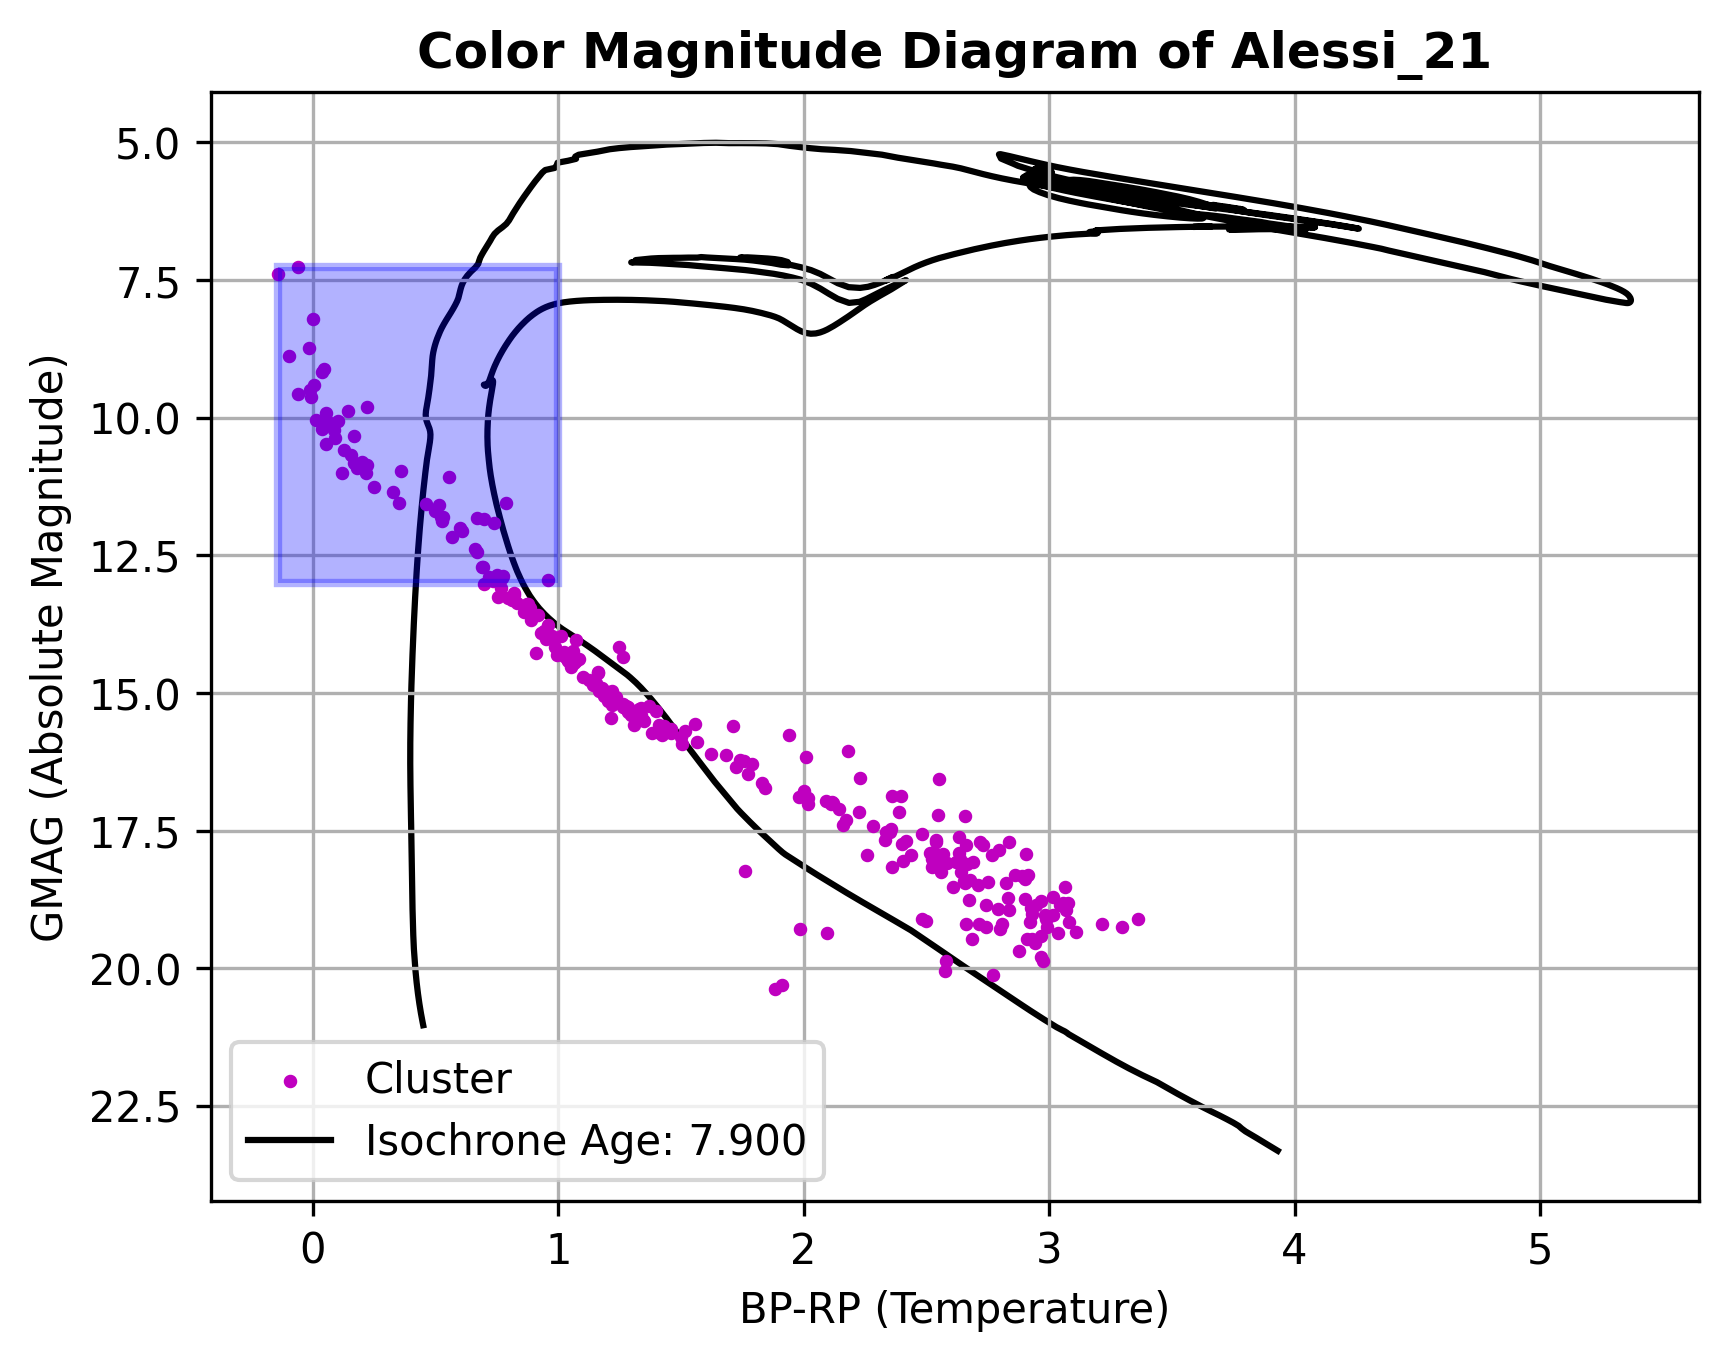 Color Magnitude Diagram of Alessi_21
GMAG (Absolute Magnitude)
5.0
7.5
10.0
12.5
15.0
17.5
20.0
22.5
Cluster
Isochrone Age: 7.900
0 1 2 3 4 5
BP-RP (Temperature)